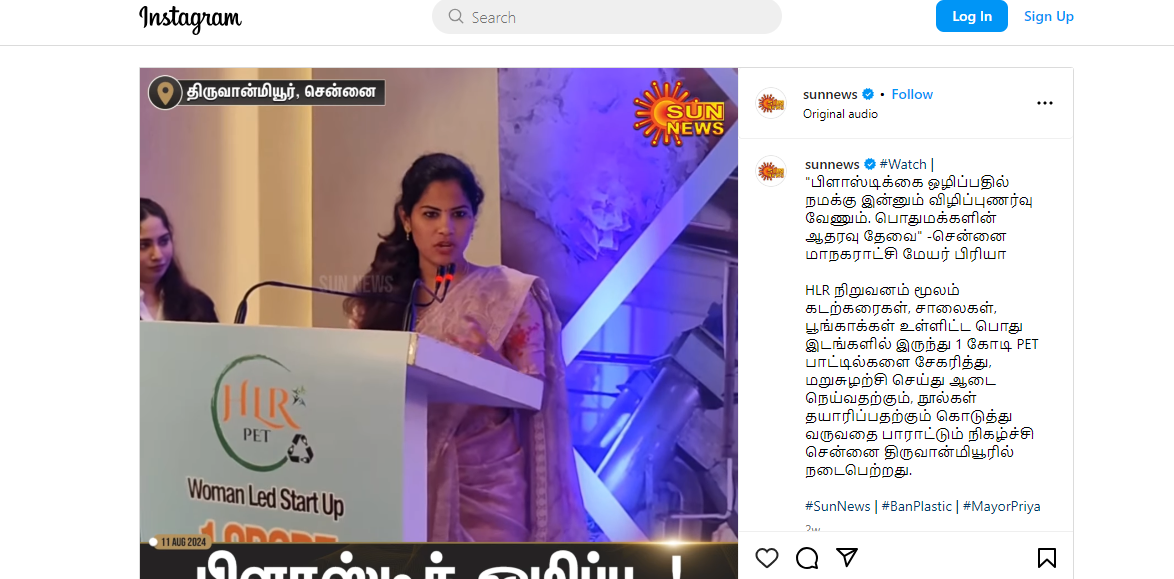 Instagram
Search
Log In
Sign Up
திருவான்மியூர், சென்னை
SUN
NEWS
SUN NEWS
HLR
PET
Woman Led Start Up
1 CRORE
11 AUG 2024
sunnews • Follow
Original audio
sunnews #Watch |
"பிளாஸ்டிக்கை ஒழிப்பதில்
நமக்கு இன்னும் விழிப்புணர்வு
வேணும். பொதுமக்களின்
ஆதரவு தேவை" -சென்னை
மாநகராட்சி மேயர் பிரியா
HLR நிறுவனம் மூலம்
கடற்கரைகள், சாலைகள்,
பூங்காக்கள் உள்ளிட்ட பொது
இடங்களில் இருந்து 1 கோடி PET
பாட்டில்களை சேகரித்து,
மறுசுழற்சி செய்து ஆடை
நெய்வதற்கும், நூல்கள்
தயாரிப்பதற்கும் கொடுத்து
வருவதை பாராட்டும் நிகழ்ச்சி
சென்னை திருவான்மியூரில்
நடைபெற்றது.
#SunNews | #BanPlastic | #MayorPriya
2w